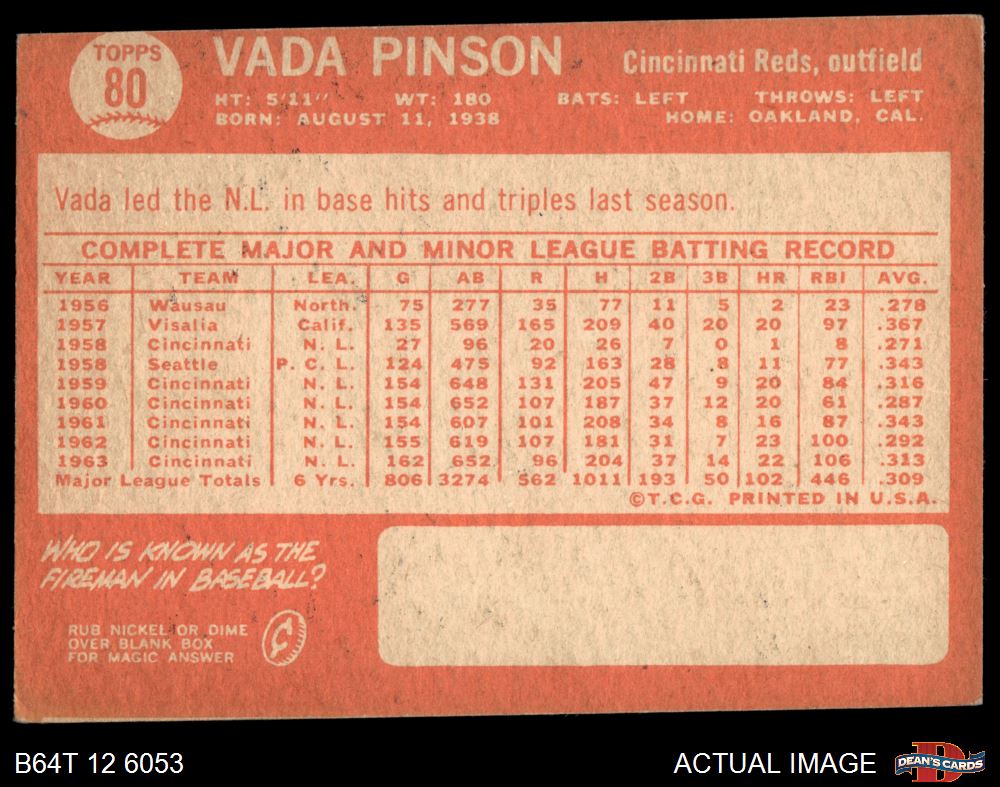 TOPPS
80
VADA PINSON
Cincinnati Reds, outfield
HT: 5'11" WT: 180 BATS: LEFT THROWS: LEFT
BORN: AUGUST 11, 1938 HOME: OAKLAND, CAL.
Vada led the N.L. in base hits and triples last season.
COMPLETE MAJOR AND MINOR LEAGUE BATTING RECORD
YEAR TEAM LEA. G AB R H 2B 3B HR RBI AVG.
1956 Wausau North. 75 277 35 77 11 5 2 23 .278
1957 Visalia Calif. 135 569 165 209 40 20 20 97 .367
1958 Cincinnati N. L. 27 96 20 26 7 0 1 8 .271
1958 Seattle P. C. L. 124 475 92 163 28 8 11 77 .343
1959 Cincinnati N. L. 154 648 131 205 47 9 20 84 .316
1960 Cincinnati N. L. 154 652 107 187 37 12 20 61 .287
1961 Cincinnati N. L. 154 607 101 208 34 8 16 87 .343
1962 Cincinnati N. L. 155 619 107 181 31 7 23 100 .292
1963 Cincinnati N. L. 162 652 96 204 37 14 22 106 .313
Major League Totals 6 Yrs. 806 3274 562 1011 193 50 102 446 .309
©T.C.G. PRINTED IN U.S.A.
WHO IS KNOWN AS THE
FIREMAN IN BASEBALL?
RUB NICKEL OR DIME
OVER BLANK BOX
FOR MAGIC ANSWER
B64T 12 6053
ACTUAL IMAGE
DEAN'S CARDS